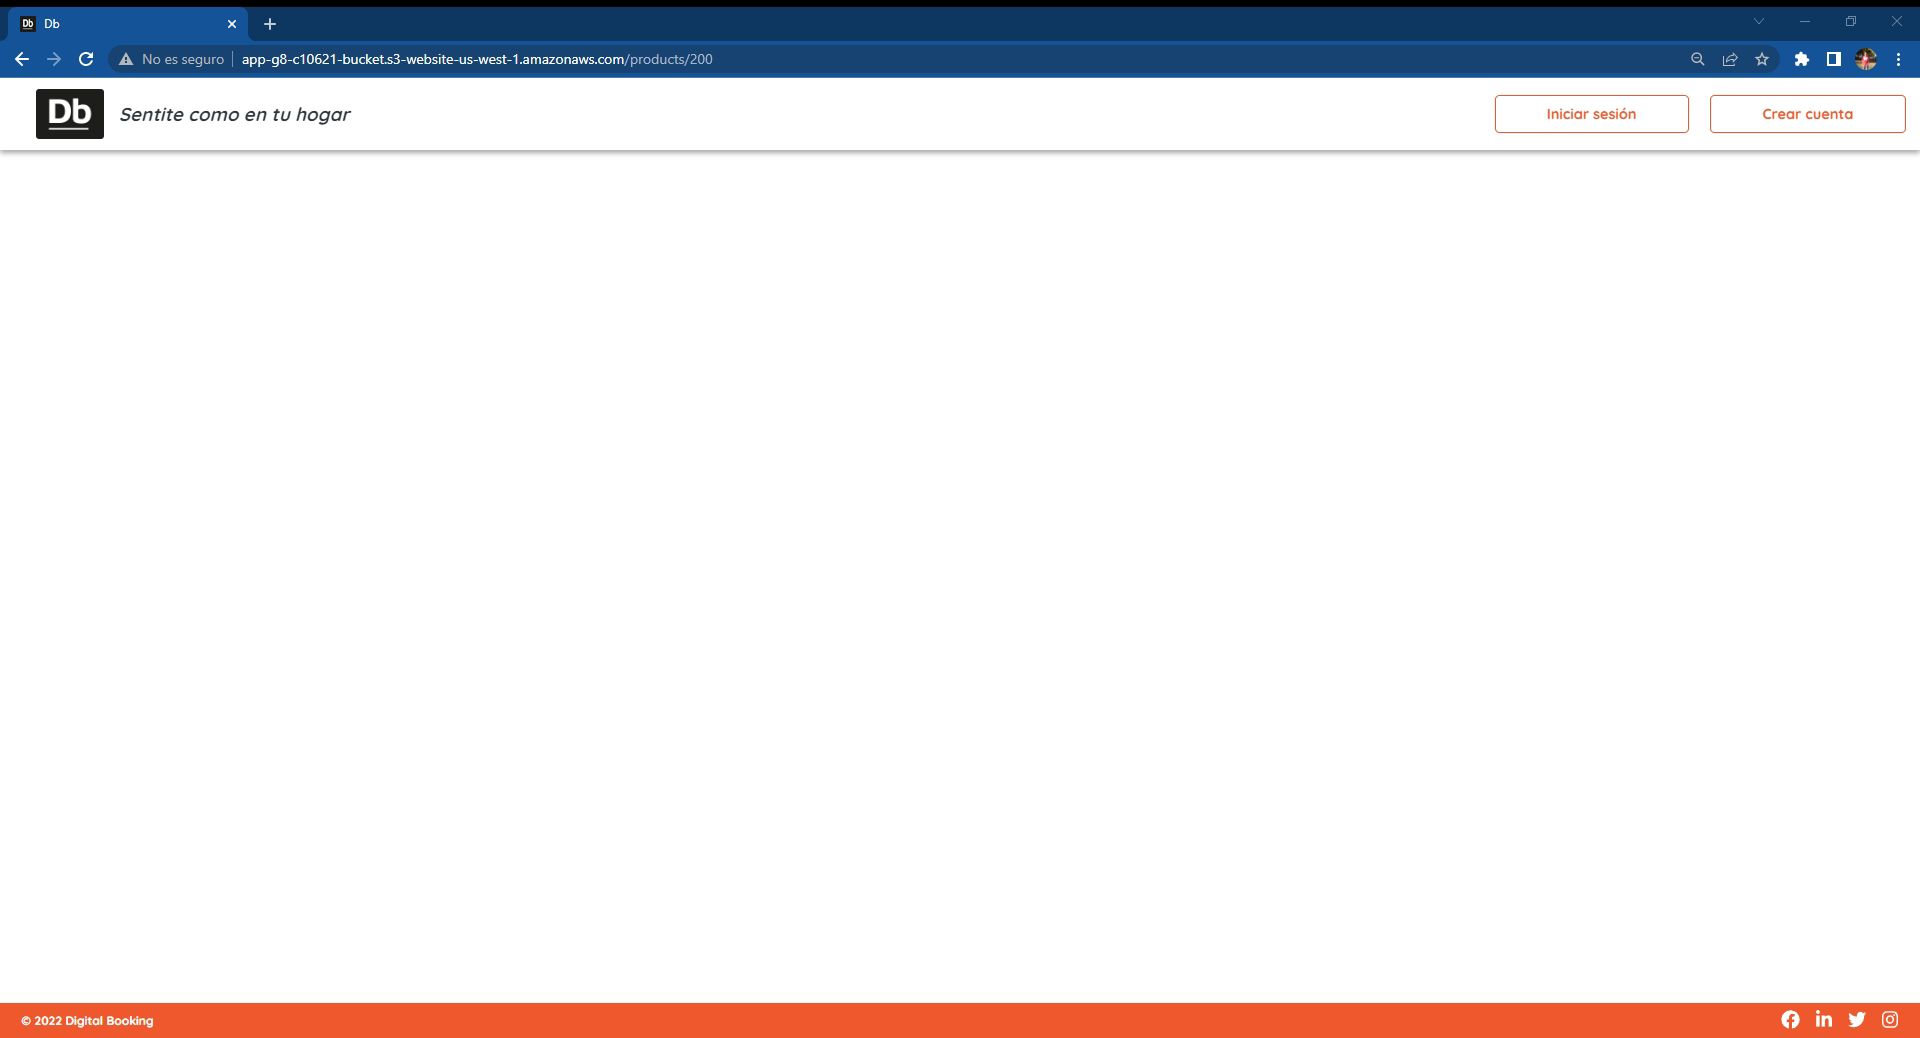 Db Db
No es seguro app-g8-c10621-bucket.s3-website-us-west-1.amazonaws.com/products/200
Db Sentite como en tu hogar Iniciar sesión Crear cuenta
© 2022 Digital Booking